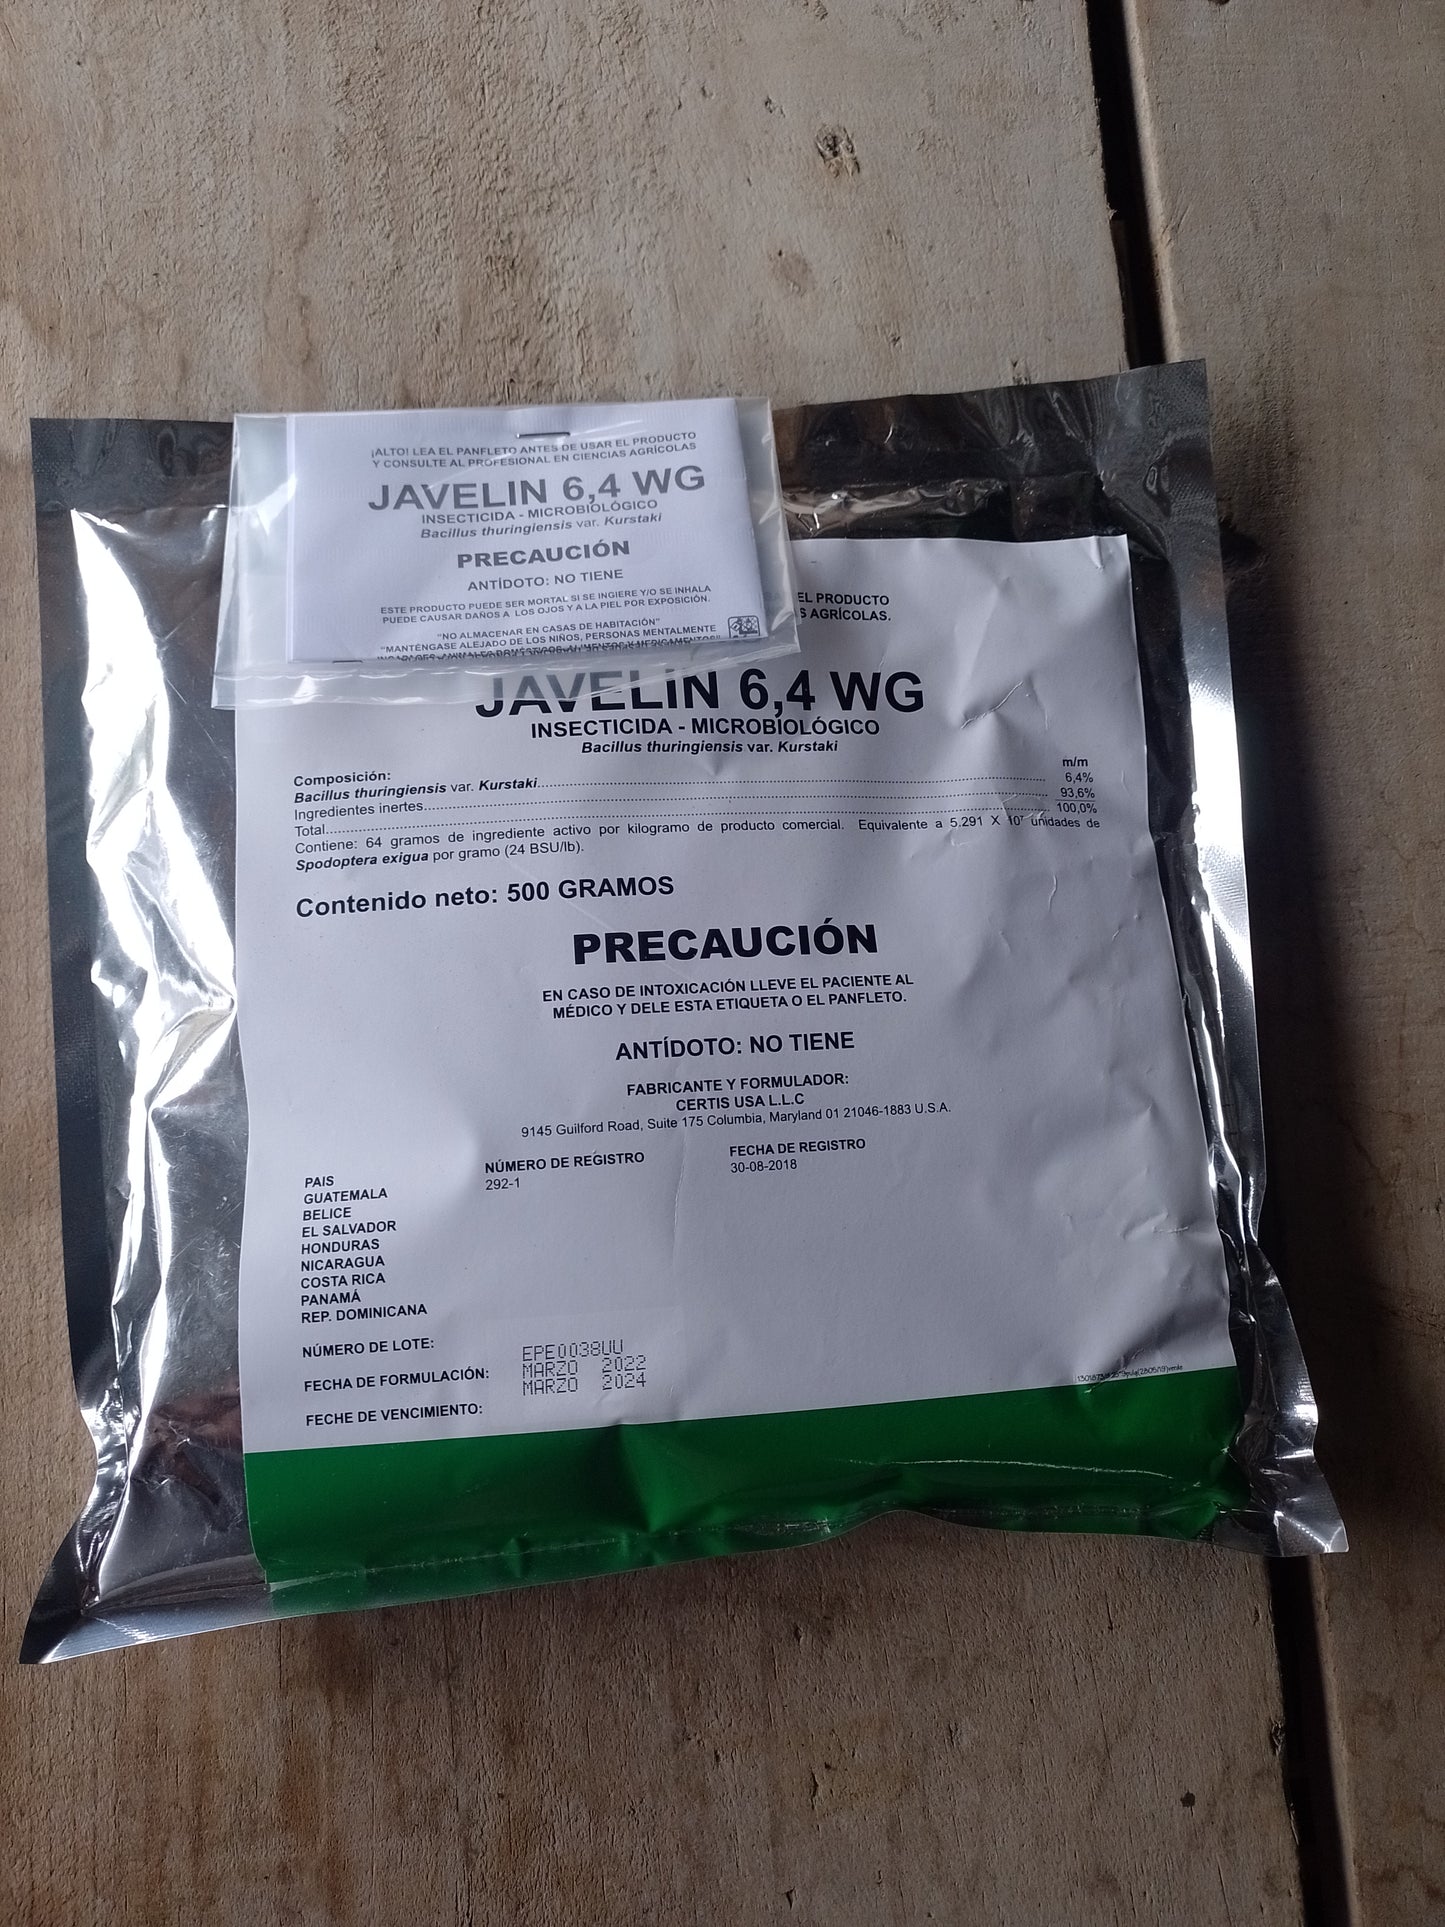 ¡ALTO! LEA EL PANFLETO ANTES DE USAR EL PRODUCTO
Y CONSULTE AL PROFESIONAL EN CIENCIAS AGRÍCOLAS
JAVELIN 6,4 WG
INSECTICIDA - MICROBIOLÓGICO
Bacillus thuringiensis var. Kurstaki
PRECAUCIÓN
ANTÍDOTO: NO TIENE
ESTE PRODUCTO PUEDE SER MORTAL SI SE INGIERE Y/O SE INHALA
PUEDE CAUSAR DAÑOS A LOS OJOS Y A LA PIEL POR EXPOSICIÓN.
"NO ALMACENAR EN CASAS DE HABITACIÓN"
"MANTÉNGASE ALEJADO DE LOS NIÑOS, PERSONAS MENTALMENTE
INCAPACES, ANIMALES DOMÉSTICOS, ALIMENTOS Y MEDICAMENTOS"
EL PRODUCTO
S AGRÍCOLAS.
JAVELIN 6,4 WG
INSECTICIDA - MICROBIOLÓGICO
Bacillus thuringiensis var. Kurstaki
Composición: m/m
Bacillus thuringiensis var. Kurstaki 6,4%
Ingredientes inertes 93,6%
Total 100,0%
Contiene: 64 gramos de ingrediente activo por kilogramo de producto comercial. Equivalente a 5.291 X 10⁷ unidades de
Spodoptera exigua por gramo (24 BSU/lb).
Contenido neto: 500 GRAMOS
PRECAUCIÓN
EN CASO DE INTOXICACIÓN LLEVE EL PACIENTE AL
MÉDICO Y DELE ESTA ETIQUETA O EL PANFLETO.
ANTÍDOTO: NO TIENE
FABRICANTE Y FORMULADOR:
CERTIS USA L.L.C
9145 Guilford Road, Suite 175 Columbia, Maryland 01 21046-1883 U.S.A.
PAIS NÚMERO DE REGISTRO FECHA DE REGISTRO
GUATEMALA 292-1 30-08-2018
BELICE
EL SALVADOR
HONDURAS
NICARAGUA
COSTA RICA
PANAMÁ
REP. DOMINICANA
NÚMERO DE LOTE: EPE0038UU
FECHA DE FORMULACIÓN: MARZO 2022
FECHE DE VENCIMIENTO: MARZO 2024